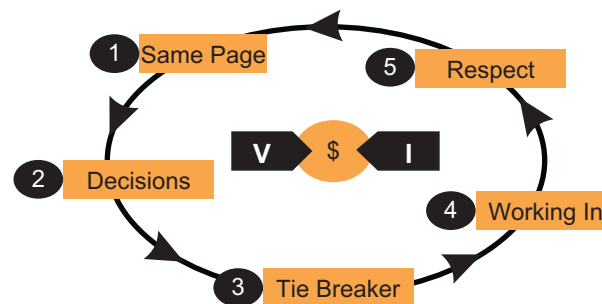 1 Same Page
2 Decisions
3 Tie Breaker
4 Working In
5 Respect
V $ I